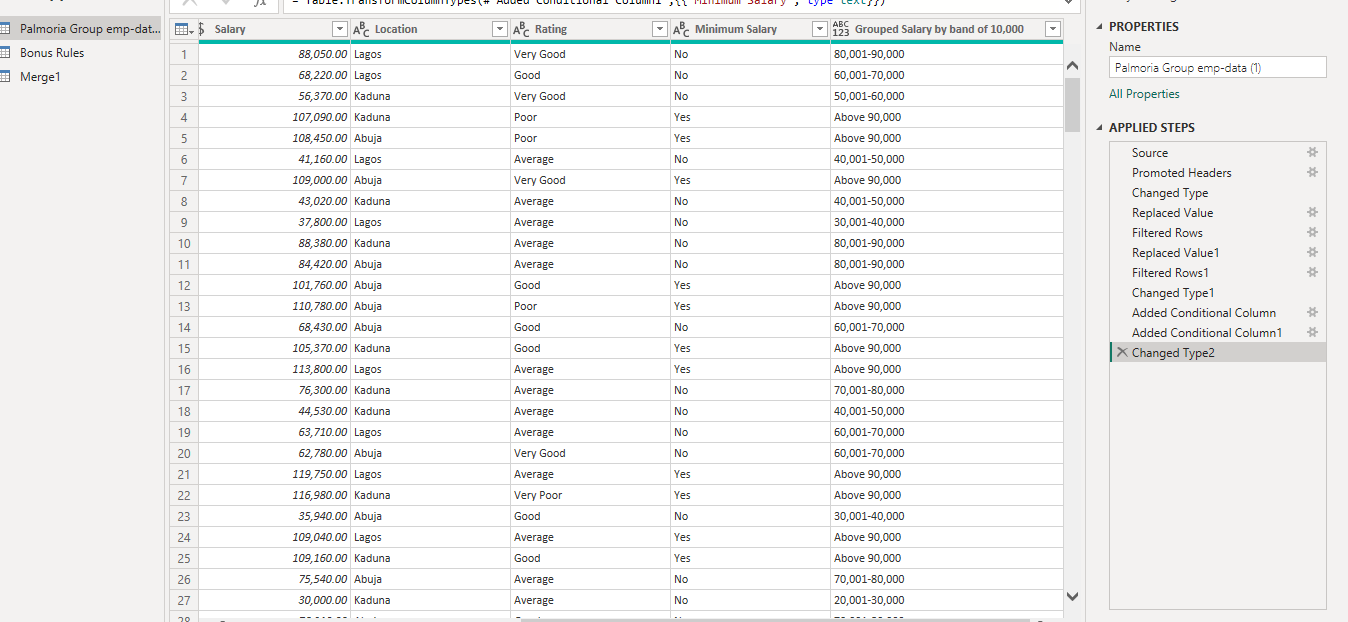 = Table.TransformColumnTypes(#"Added Conditional Column1",{{"Minimum Salary", type text}})
Palmoria Group emp-dat...
Bonus Rules
Merge1
$ Salary ABC Location ABC Rating ABC Minimum Salary ABC 123 Grouped Salary by band of 10,000
1 88,050.00 Lagos Very Good No 80,001-90,000
2 68,220.00 Lagos Good No 60,001-70,000
3 56,370.00 Kaduna Very Good No 50,001-60,000
4 107,090.00 Kaduna Poor Yes Above 90,000
5 108,450.00 Abuja Poor Yes Above 90,000
6 41,160.00 Lagos Average No 40,001-50,000
7 109,000.00 Abuja Very Good Yes Above 90,000
8 43,020.00 Kaduna Average No 40,001-50,000
9 37,800.00 Lagos Average No 30,001-40,000
10 88,380.00 Kaduna Average No 80,001-90,000
11 84,420.00 Abuja Average No 80,001-90,000
12 101,760.00 Abuja Good Yes Above 90,000
13 110,780.00 Abuja Poor Yes Above 90,000
14 68,430.00 Abuja Good No 60,001-70,000
15 105,370.00 Kaduna Good Yes Above 90,000
16 113,800.00 Lagos Average Yes Above 90,000
17 76,300.00 Kaduna Average No 70,001-80,000
18 44,530.00 Kaduna Average No 40,001-50,000
19 63,710.00 Lagos Average No 60,001-70,000
20 62,780.00 Abuja Very Good No 60,001-70,000
21 119,750.00 Lagos Average Yes Above 90,000
22 116,980.00 Kaduna Very Poor Yes Above 90,000
23 35,940.00 Abuja Good No 30,001-40,000
24 109,040.00 Lagos Average Yes Above 90,000
25 109,160.00 Kaduna Good Yes Above 90,000
26 75,540.00 Abuja Average No 70,001-80,000
27 30,000.00 Kaduna Average No 20,001-30,000
28
PROPERTIES
Name
Palmoria Group emp-data (1)
All Properties
APPLIED STEPS
Source
Promoted Headers
Changed Type
Replaced Value
Filtered Rows
Replaced Value1
Filtered Rows1
Changed Type1
Added Conditional Column
Added Conditional Column1
Changed Type2